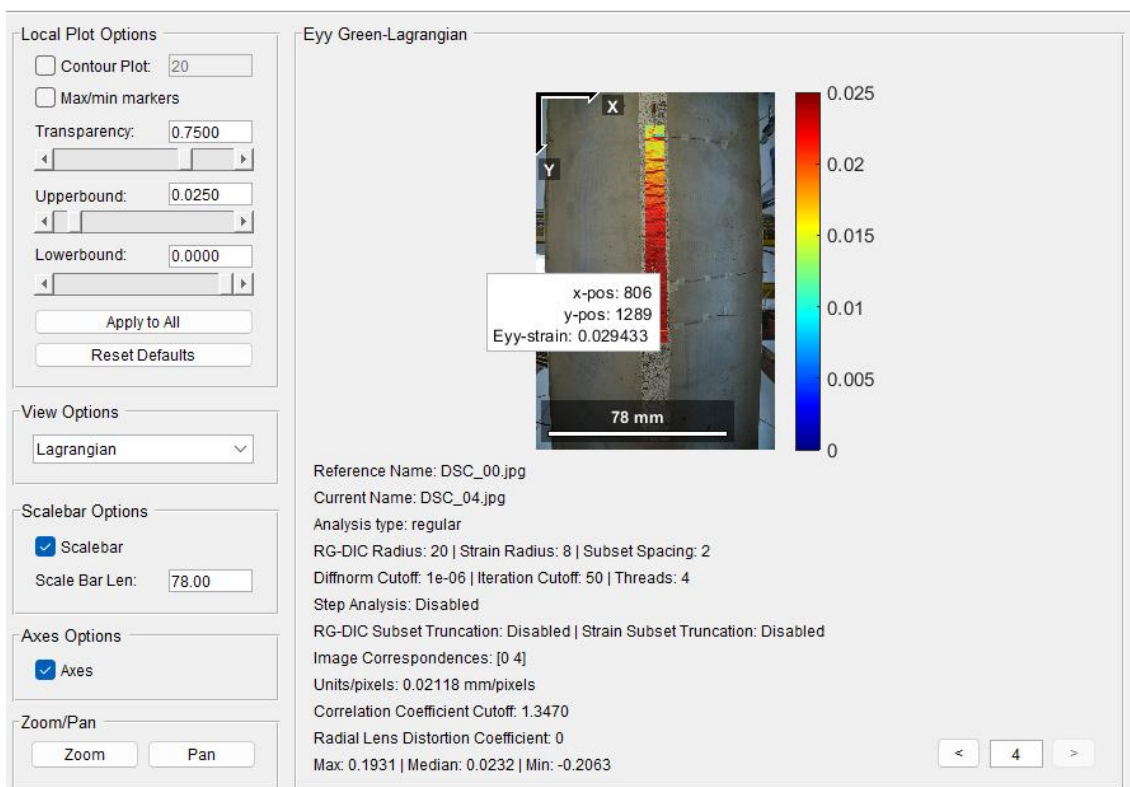 Local Plot Options
Contour Plot: 20
Max/min markers
Transparency: 0.7500
Upperbound: 0.0250
Lowerbound: 0.0000
Apply to All
Reset Defaults
View Options
Lagrangian
Scalebar Options
Scalebar
Scale Bar Len: 78.00
Axes Options
Axes
Zoom/Pan
Zoom Pan
Eyy Green-Lagrangian
X
Y
x-pos: 806
y-pos: 1289
Eyy-strain: 0.029433
78 mm
0.025
0.02
0.015
0.01
0.005
0
Reference Name: DSC_00.jpg
Current Name: DSC_04.jpg
Analysis type: regular
RG-DIC Radius: 20 | Strain Radius: 8 | Subset Spacing: 2
Diffnorm Cutoff: 1e-06 | Iteration Cutoff: 50 | Threads: 4
Step Analysis: Disabled
RG-DIC Subset Truncation: Disabled | Strain Subset Truncation: Disabled
Image Correspondences: [0 4]
Units/pixels: 0.02118 mm/pixels
Correlation Coefficient Cutoff: 1.3470
Radial Lens Distortion Coefficient: 0
Max: 0.1931 | Median: 0.0232 | Min: -0.2063
< 4 >